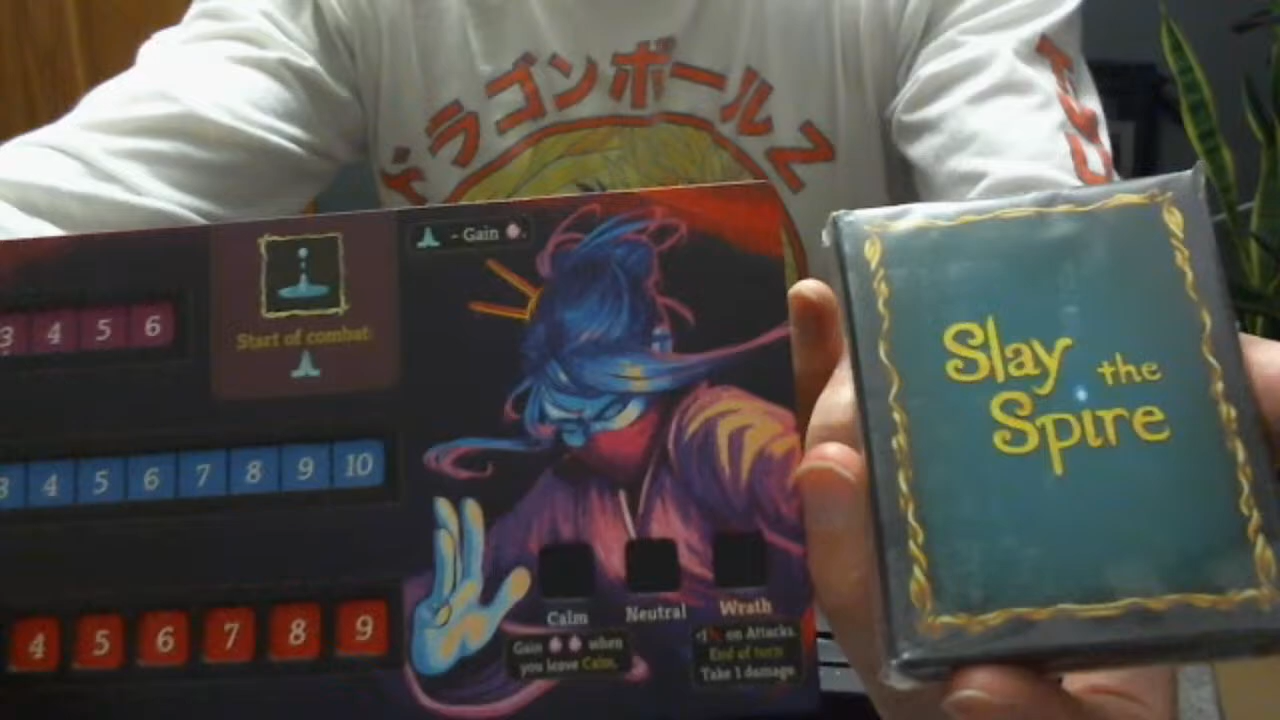 ドラゴンボールZ
- Gain
3 4 5 6
Start of combat:
3 4 5 6 7 8 9 10
4 5 6 7 8 9
Calm
Gain when
you leave Calm.
Neutral
Wrath
+1 on Attacks.
End of turn:
Take 1 damage.
Slay the
Spire